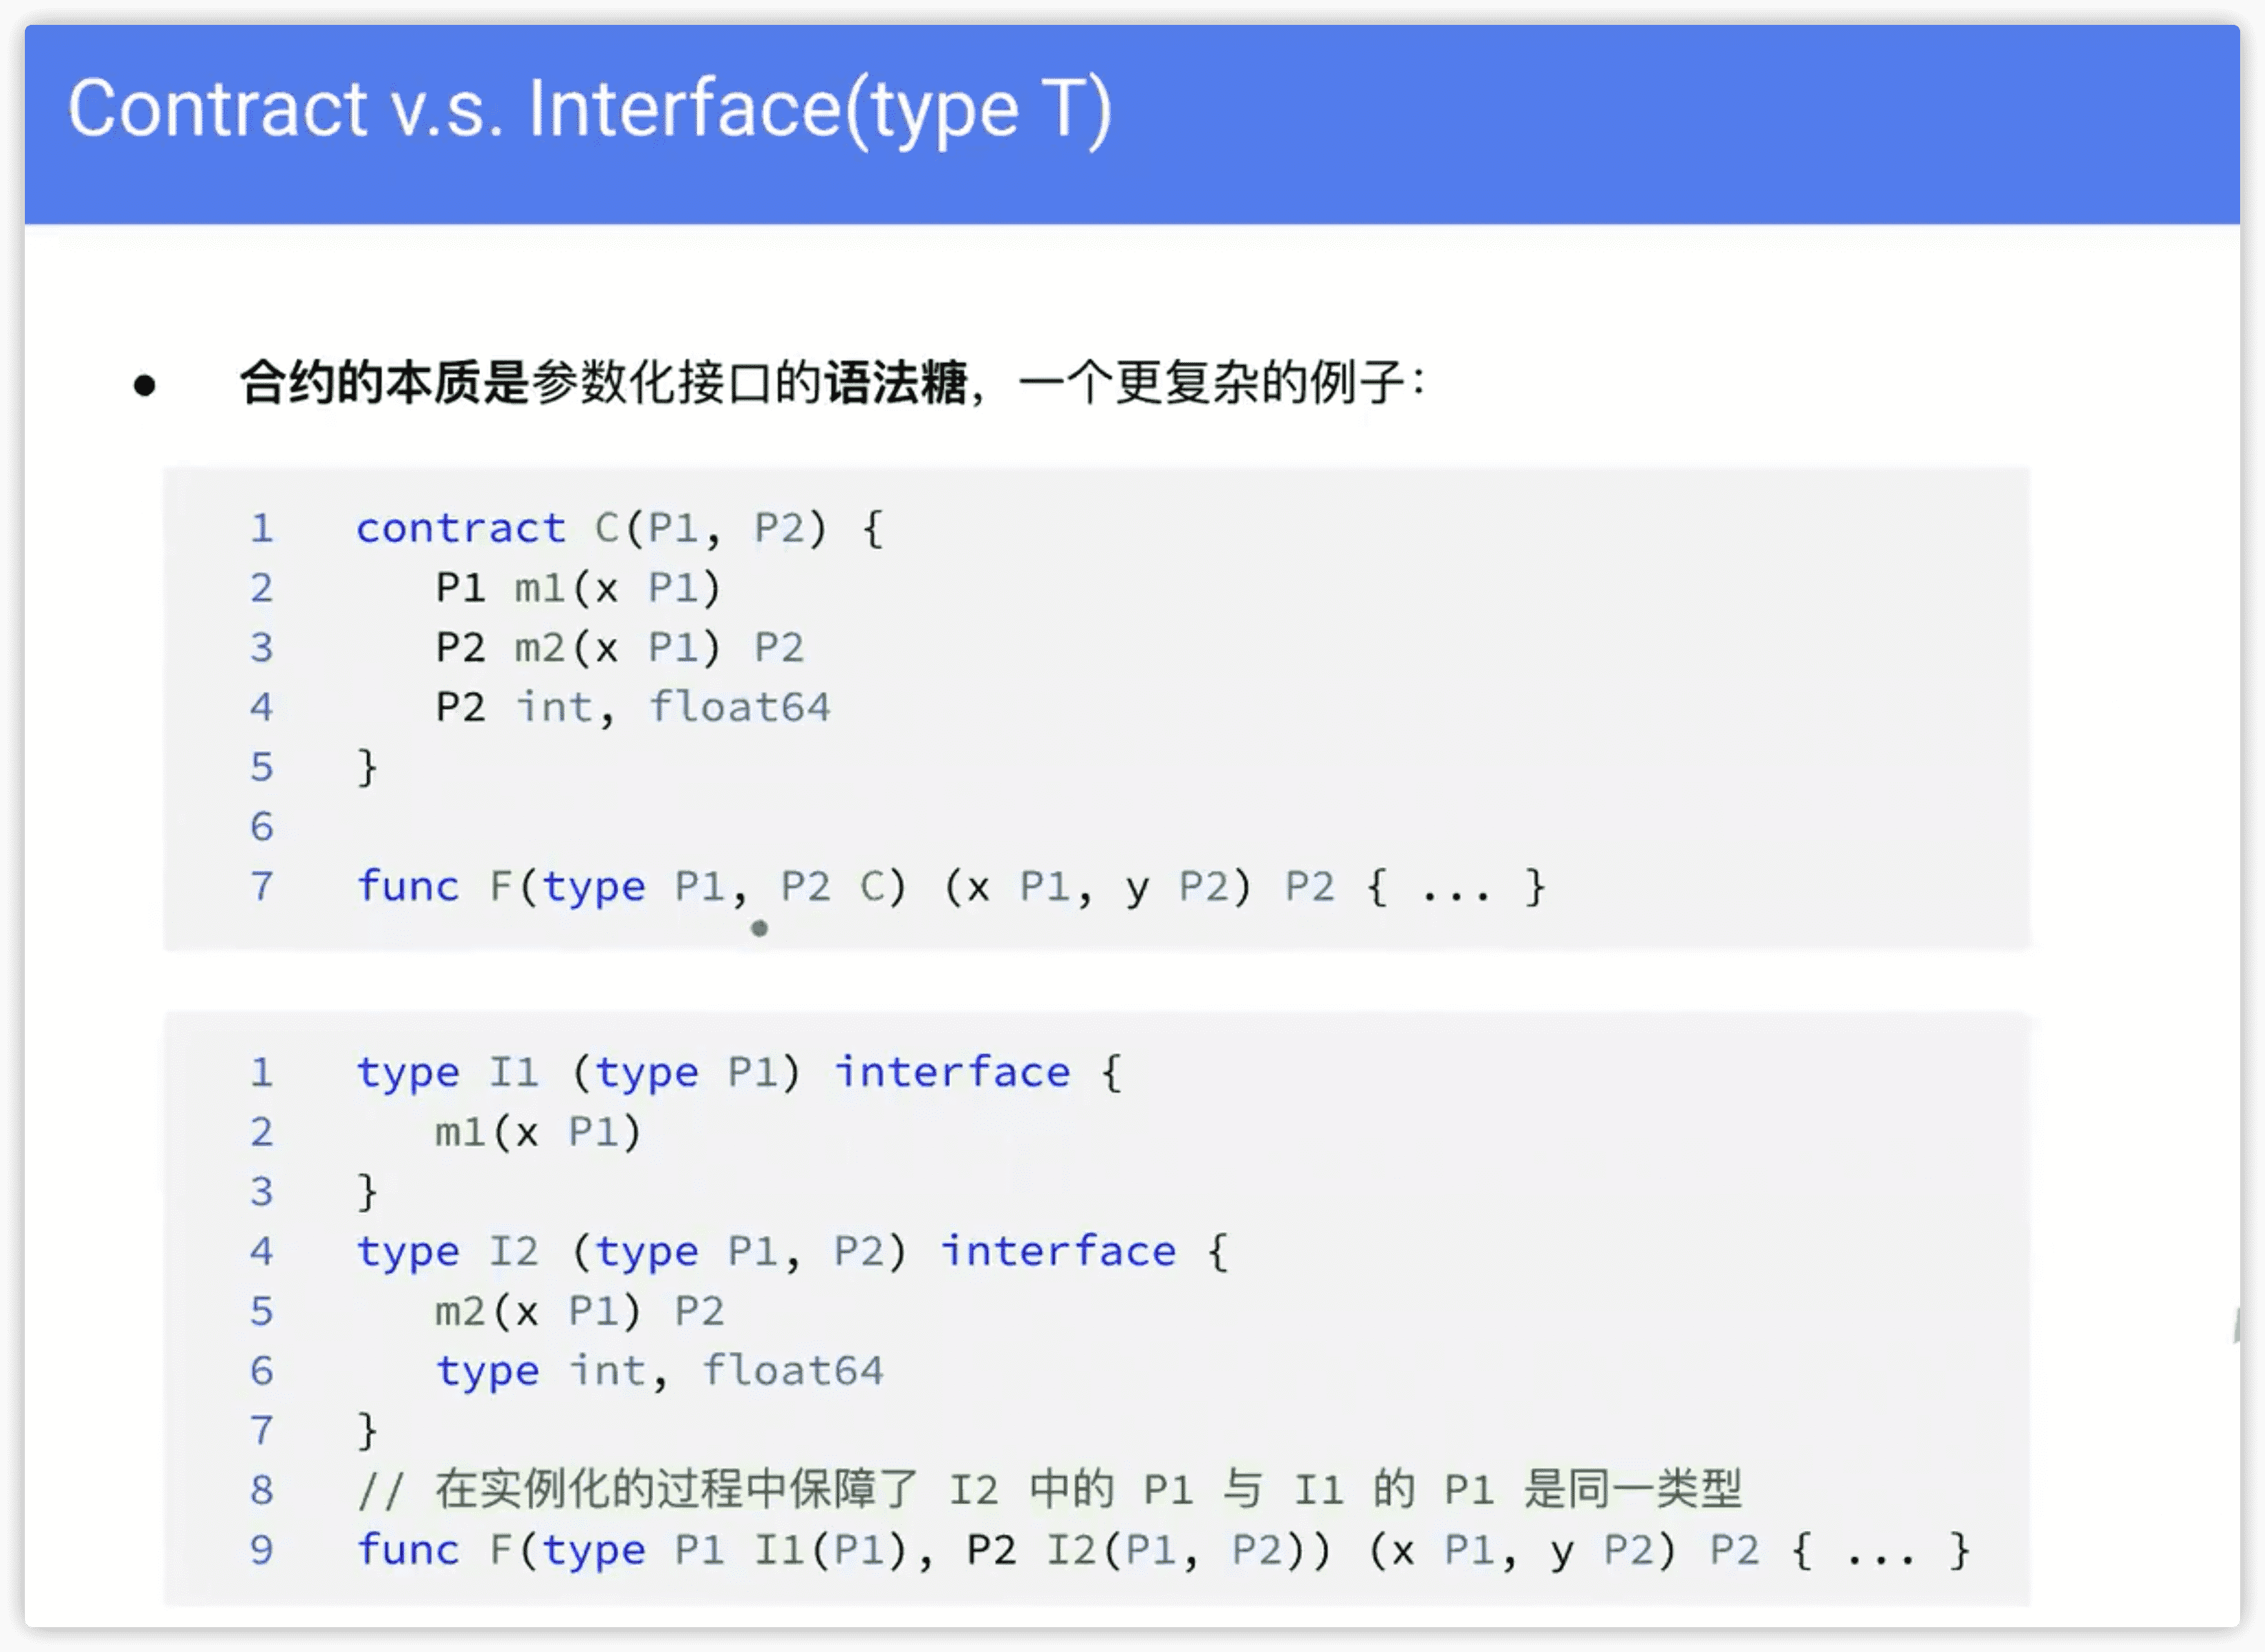 Contract v.s. Interface(type T)
● 合约的本质是参数化接口的语法糖，一个更复杂的例子：
1 contract C(P1, P2) {
2    P1 m1(x P1)
3    P2 m2(x P1) P2
4    P2 int, float64
5 }
6
7 func F(type P1, P2 C) (x P1, y P2) P2 { ... }
1 type I1 (type P1) interface {
2    m1(x P1)
3 }
4 type I2 (type P1, P2) interface {
5    m2(x P1) P2
6    type int, float64
7 }
8 // 在实例化的过程中保障了 I2 中的 P1 与 I1 的 P1 是同一类型
9 func F(type P1 I1(P1), P2 I2(P1, P2)) (x P1, y P2) P2 { ... }